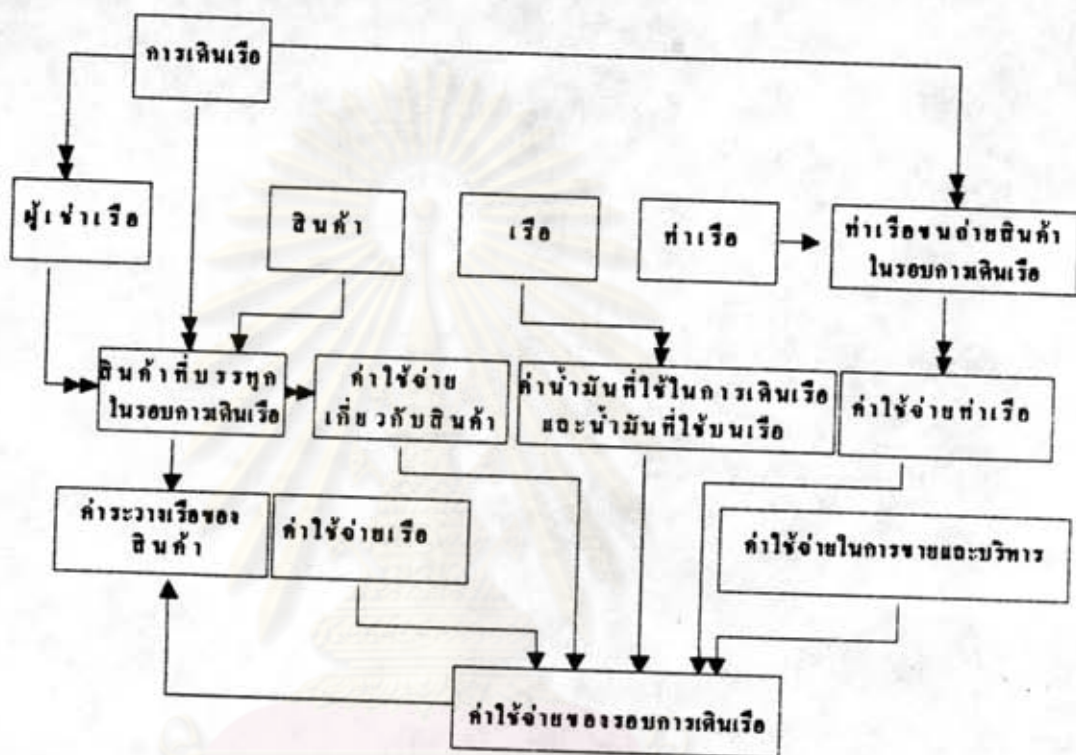 การเดินเรือ
ผู้เช่าเรือ
สินค้า
เรือ
ท่าเรือ
ท่าเรือขนถ่ายสินค้า
ในรอบการเดินเรือ
สินค้าที่บรรทุก
ในรอบการเดินเรือ
ค่าใช้จ่าย
เกี่ยวกับสินค้า
ค่าน้ำมันที่ใช้ในการเดินเรือ
และน้ำมันที่ใช้บนเรือ
ค่าใช้จ่ายท่าเรือ
ค่าระวางเรือของ
สินค้า
ค่าใช้จ่ายเรือ
ค่าใช้จ่ายในการขายและบริหาร
ค่าใช้จ่ายของรอบการเดินเรือ